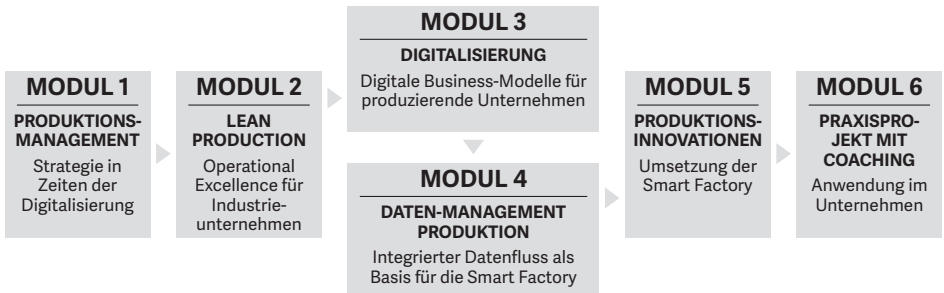 MODUL 1
PRODUKTIONS-
MANAGEMENT
Strategie in
Zeiten der
Digitalisierung
MODUL 2
LEAN
PRODUCTION
Operational
Excellence für
Industrie-
unternehmen
MODUL 3
DIGITALISIERUNG
Digitale Business-Modelle für
produzierende Unternehmen
MODUL 4
DATEN-MANAGEMENT
PRODUKTION
Integrierter Datenfluss als
Basis für die Smart Factory
MODUL 5
PRODUKTIONS-
INNOVATIONEN
Umsetzung der
Smart Factory
MODUL 6
PRAXISPRO-
JEKT MIT
COACHING
Anwendung im
Unternehmen